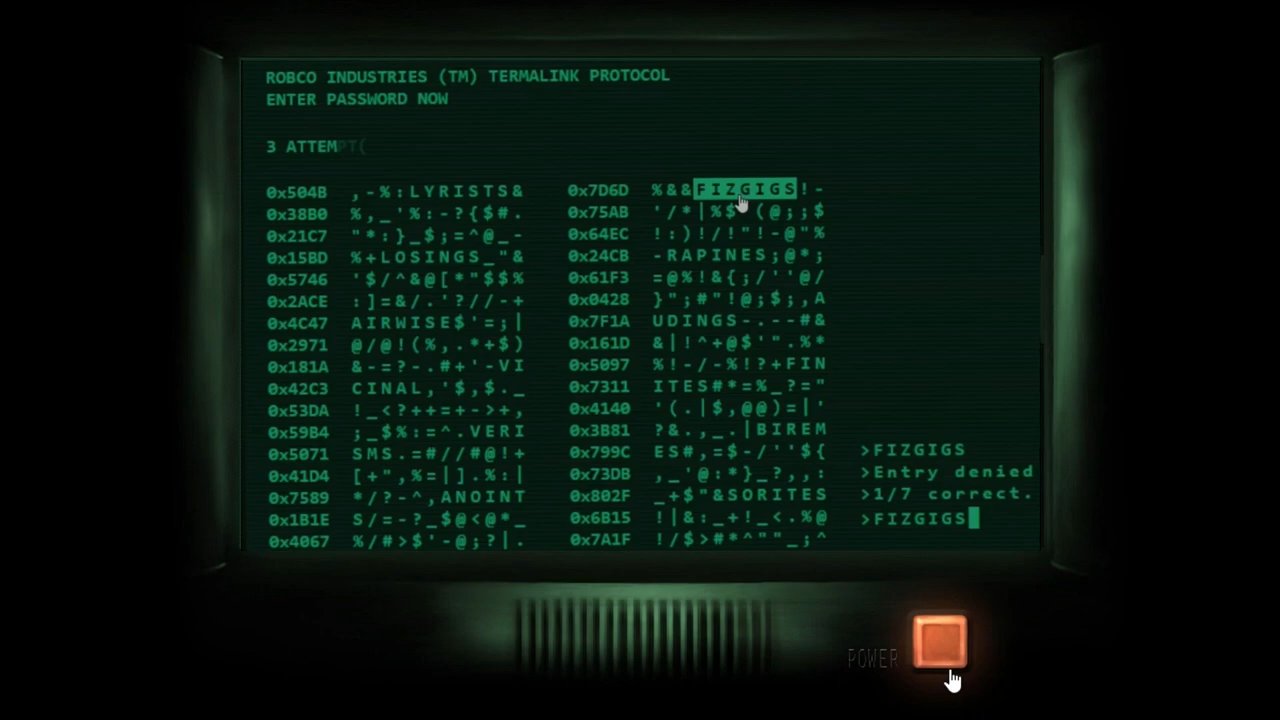 ROBCO INDUSTRIES (TM) TERMALINK PROTOCOL
ENTER PASSWORD NOW
3 ATTEMPT(
0x504B ,-%:LYRISTS& 0x7D6D %&&FIZGIGS!-
0x38B0 %,_'%:-?{$#. 0x75AB '/*|%$ (@;;$
0x21C7 "*:}_$;=^@_- 0x64EC !:)!/!"!-@"%
0x15BD %+LOSINGS_"& 0x24CB -RAPINES;@*;
0x5746 '$/^&@[*"$$% 0x61F3 =@%!&{;/''@/
0x2ACE :]=&/.'?//-+ 0x0428 }";#"!@;$;,A
0x4C47 AIRWISE$'=;| 0x7F1A UDINGS-.--#&
0x2971 @/@!(%,.*+$) 0x161D &|!^+@$'".%*
0x181A &-=?-.#+'-VI 0x5097 %!-/-%!?+FIN
0x42C3 CINAL,'$,$._ 0x7311 ITES#*=%_?="
0x53DA !_<?++=+->+, 0x4140 '(.|$,@@)=|'
0x59B4 ;_$%:=^.VERI 0x3B81 ?&.,_.|BIREM
0x5071 SMS.=#//#@!+ 0x799C ES#,=$-/''${ >FIZGIGS
0x41D4 [+",%=|].%:| 0x73DB ,_'@:*}_?,,: >Entry denied
0x7589 */?-^,ANOINT 0x802F _+$"&SORITES >1/7 correct.
0x1B1E S/=-?_$@<@*_ 0x6B15 !|&:_+!_<.%@ >FIZGIGS
0x4067 %/#>$'-@;?|. 0x7A1F !/$>#*^""_;^
POWER